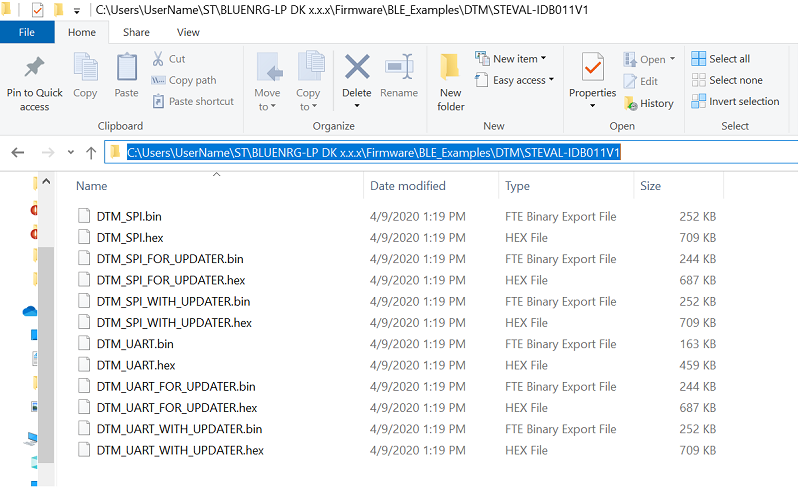 C:\Users\UserName\ST\BLUENRG-LP DK x.x.x\Firmware\BLE_Examples\DTM\STEVAL-IDB011V1
File Home Share View
Pin to Quick access
Copy
Paste
Cut
Copy path
Paste shortcut
Clipboard
Move to
Copy to
Delete
Rename
Organize
New folder
New item
Easy access
New
Properties
Open
Edit
History
Open
Select all
Select none
Invert selection
Select
C:\Users\UserName\ST\BLUENRG-LP DK x.x.x\Firmware\BLE_Examples\DTM\STEVAL-IDB011V1
Name Date modified Type Size
DTM_SPI.bin 4/9/2020 1:19 PM FTE Binary Export File 252 KB
DTM_SPI.hex 4/9/2020 1:19 PM HEX File 709 KB
DTM_SPI_FOR_UPDATER.bin 4/9/2020 1:19 PM FTE Binary Export File 244 KB
DTM_SPI_FOR_UPDATER.hex 4/9/2020 1:19 PM HEX File 687 KB
DTM_SPI_WITH_UPDATER.bin 4/9/2020 1:19 PM FTE Binary Export File 252 KB
DTM_SPI_WITH_UPDATER.hex 4/9/2020 1:19 PM HEX File 709 KB
DTM_UART.bin 4/9/2020 1:19 PM FTE Binary Export File 163 KB
DTM_UART.hex 4/9/2020 1:19 PM HEX File 459 KB
DTM_UART_FOR_UPDATER.bin 4/9/2020 1:19 PM FTE Binary Export File 244 KB
DTM_UART_FOR_UPDATER.hex 4/9/2020 1:19 PM HEX File 687 KB
DTM_UART_WITH_UPDATER.bin 4/9/2020 1:19 PM FTE Binary Export File 252 KB
DTM_UART_WITH_UPDATER.hex 4/9/2020 1:19 PM HEX File 709 KB